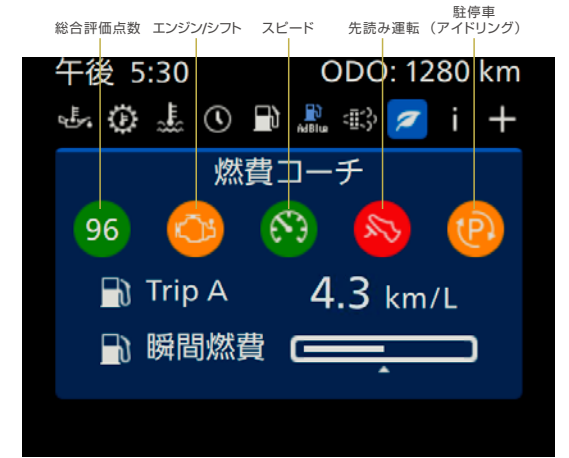 駐停車
総合評価点数 エンジン/シフト スピード 先読み運転 (アイドリング)
午後 5:30 ODO: 1280 km
AdBlue i
燃費コーチ
96 P
Trip A 4.3 km/L
瞬間燃費